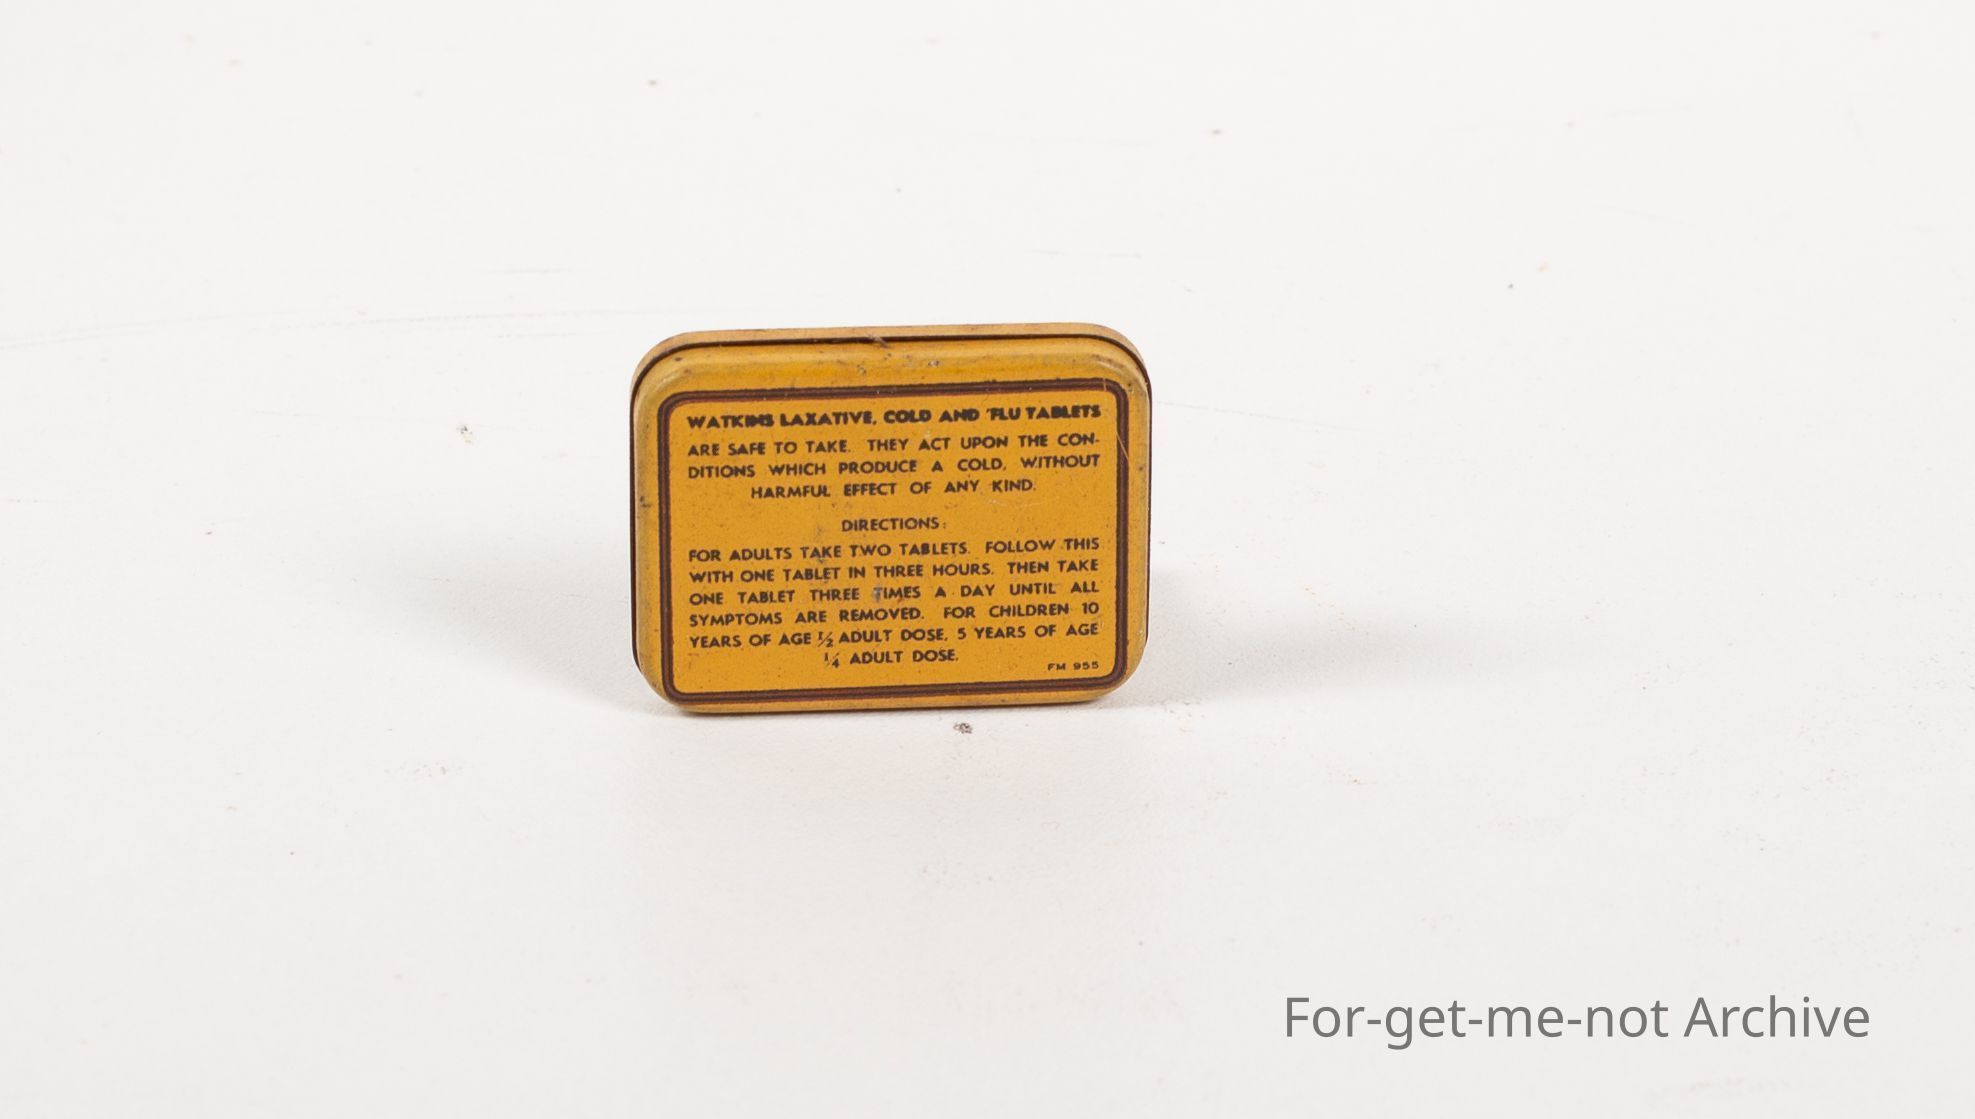 WATKINS LAXATIVE, COLD AND 'FLU TABLETS
ARE SAFE TO TAKE. THEY ACT UPON THE CON-
DITIONS WHICH PRODUCE A COLD, WITHOUT
HARMFUL EFFECT OF ANY KIND.
DIRECTIONS:
FOR ADULTS TAKE TWO TABLETS. FOLLOW THIS
WITH ONE TABLET IN THREE HOURS. THEN TAKE
ONE TABLET THREE TIMES A DAY UNTIL ALL
SYMPTOMS ARE REMOVED. FOR CHILDREN 10
YEARS OF AGE ½ ADULT DOSE, 5 YEARS OF AGE
¼ ADULT DOSE.
FM 955
For-get-me-not Archive